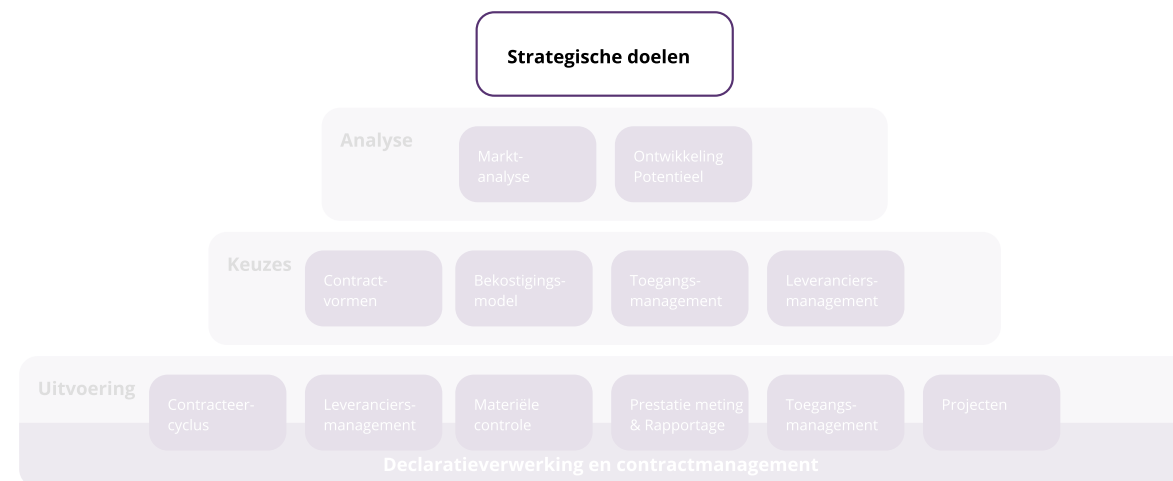 Strategische doelen
Analyse
Markt-
analyse
Ontwikkeling
Potentieel
Keuzes
Contract-
vormen
Bekostigings-
model
Toegangs-
management
Leveranciers-
management
Uitvoering
Contracteer-
cyclus
Leveranciers-
management
Materiële
controle
Prestatie meting
& Rapportage
Toegangs-
management
Projecten
Declaratieverwerking en contractmanagement